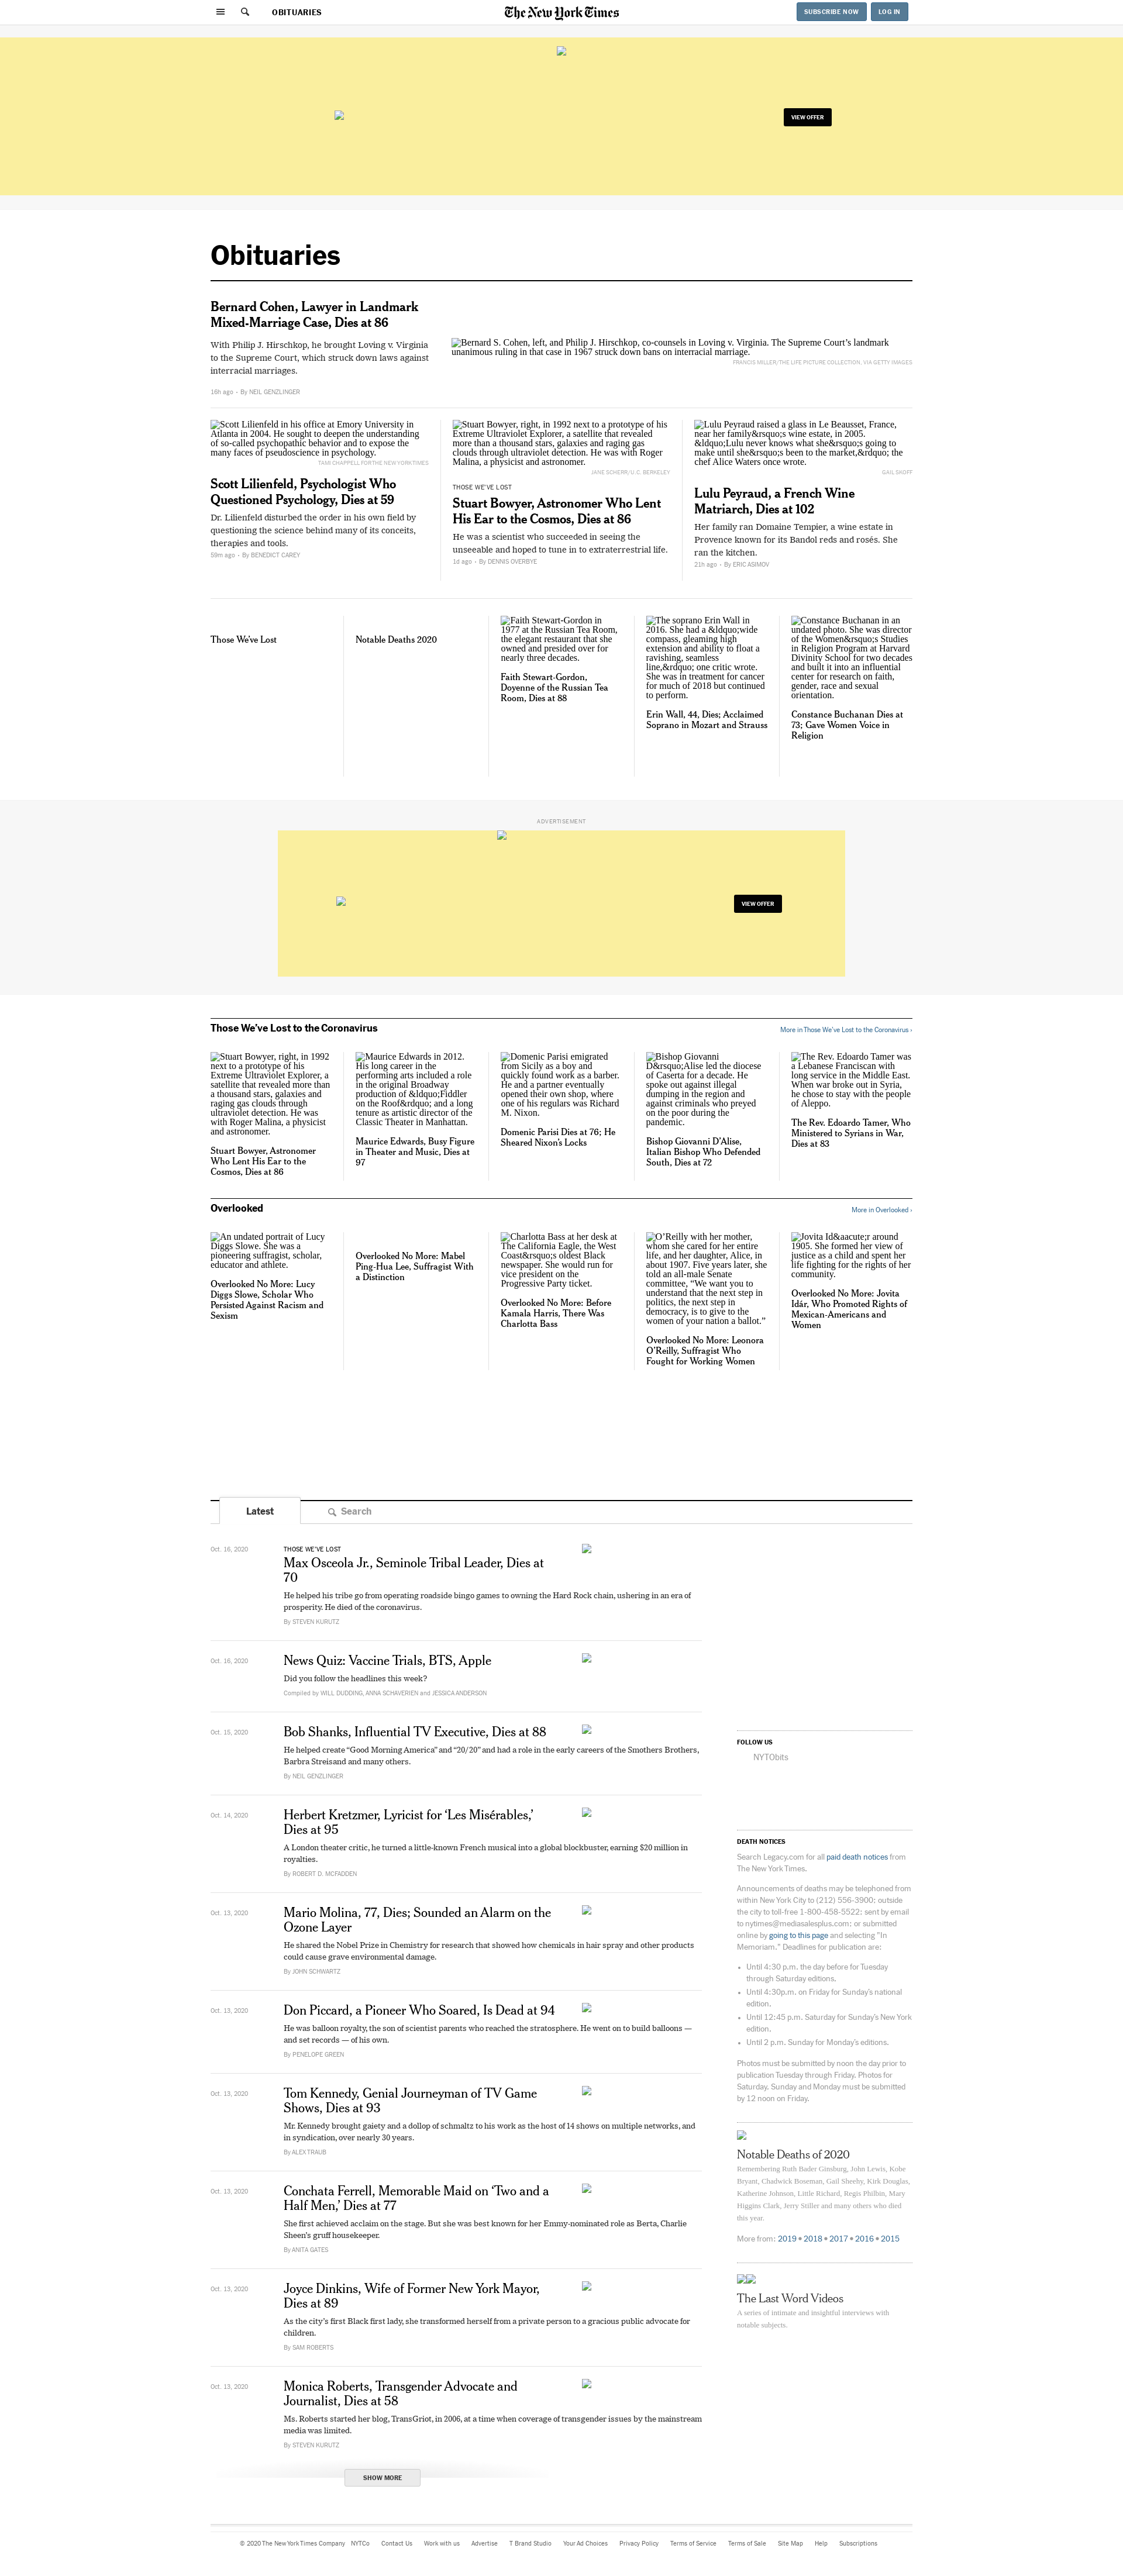 OBITUARIES
The New York Times
SUBSCRIBE NOW
LOG IN
VIEW OFFER
Obituaries
Bernard Cohen, Lawyer in Landmark
Mixed-Marriage Case, Dies at 86
With Philip J. Hirschkop, he brought Loving v. Virginia
to the Supreme Court, which struck down laws against
interracial marriages.
16h ago • By NEIL GENZLINGER
Bernard S. Cohen, left, and Philip J. Hirschkop, co-counsels in Loving v. Virginia. The Supreme Court's landmark
unanimous ruling in that case in 1967 struck down bans on interracial marriage.
FRANCIS MILLER/THE LIFE PICTURE COLLECTION, VIA GETTY IMAGES
Scott Lilienfeld in his office at Emory University in
Atlanta in 2004. He sought to deepen the understanding
of so-called psychopathic behavior and to expose the
many faces of pseudoscience in psychology.
TAMI CHAPPELL FOR THE NEW YORK TIMES
Scott Lilienfeld, Psychologist Who
Questioned Psychology, Dies at 59
Dr. Lilienfeld disturbed the order in his own field by
questioning the science behind many of its conceits,
therapies and tools.
59m ago • By BENEDICT CAREY
Stuart Bowyer, right, in 1992 next to a prototype of his
Extreme Ultraviolet Explorer, a satellite that revealed
more than a thousand stars, galaxies and raging gas
clouds through ultraviolet detection. He was with Roger
Malina, a physicist and astronomer.
JANE SCHERR/U. C. BERKELEY
THOSE WE'VE LOST
Stuart Bowyer, Astronomer Who Lent
His Ear to the Cosmos, Dies at 86
He was a scientist who succeeded in seeing the
unseeable and hoped to tune in to extraterrestrial life.
1d ago • By DENNIS OVERBYE
Lulu Peyraud raised a glass in Le Beausset, France,
near her family&rsquo;s wine estate, in 2005.
&ldquo;Lulu never knows what she&rsquo;s going to
make until she&rsquo;s been to the market,&rdquo; the
chef Alice Waters once wrote.
GAIL SKOFF
Lulu Peyraud, a French Wine
Matriarch, Dies at 102
Her family ran Domaine Tempier, a wine estate in
Provence known for its Bandol reds and rosés. She
ran the kitchen.
21h ago • By ERIC ASIMOV
Those We've Lost
Notable Deaths 2020
Faith Stewart-Gordon in
1977 at the Russian Tea Room,
the elegant restaurant that she
owned and presided over for
nearly three decades.
Faith Stewart-Gordon,
Doyenne of the Russian Tea
Room, Dies at 88
The soprano Erin Wall in
2016. She had a &ldquo;wide
compass, gleaming high
extension and ability to float a
ravishing, seamless
line,&rdquo; one critic wrote.
She was in treatment for cancer
for much of 2018 but continued
to perform.
Erin Wall, 44, Dies; Acclaimed
Soprano in Mozart and Strauss
Constance Buchanan in an
undated photo. She was director
of the Women&rsquo;s Studies
in Religion Program at Harvard
Divinity School for two decades
and built it into an influential
center for research on faith,
gender, race and sexual
orientation.
Constance Buchanan Dies at
73; Gave Women Voice in
Religion
ADVERTISEMENT
VIEW OFFER
Those We've Lost to the Coronavirus
More in Those We've Lost to the Coronavirus ›
Stuart Bowyer, right, in 1992
next to a prototype of his
Extreme Ultraviolet Explorer, a
satellite that revealed more than
a thousand stars, galaxies and
raging gas clouds through
ultraviolet detection. He was
with Roger Malina, a physicist
and astronomer.
Stuart Bowyer, Astronomer
Who Lent His Ear to the
Cosmos, Dies at 86
Maurice Edwards in 2012.
His long career in the
performing arts included a role
in the original Broadway
production of &ldquo;Fiddler
on the Roof&rdquo; and a long
tenure as artistic director of the
Classic Theater in Manhattan.
Maurice Edwards, Busy Figure
in Theater and Music, Dies at
97
Domenic Parisi emigrated
from Sicily as a boy and
quickly found work as a barber.
He and a partner eventually
opened their own shop, where
one of his regulars was Richard
M. Nixon.
Domenic Parisi Dies at 76; He
Sheared Nixon's Locks
Bishop Giovanni
D&rsquo;Alise led the diocese
of Caserta for a decade. He
spoke out against illegal
dumping in the region and
against criminals who preyed
on the poor during the
pandemic.
Bishop Giovanni D'Alise,
Italian Bishop Who Defended
South, Dies at 72
The Rev. Edoardo Tamer was
a Lebanese Franciscan with
long service in the Middle East.
When war broke out in Syria,
he chose to stay with the people
of Aleppo.
The Rev. Edoardo Tamer, Who
Ministered to Syrians in War,
Dies at 83
Overlooked
More in Overlooked ›
An undated portrait of Lucy
Diggs Slowe. She was a
pioneering suffragist, scholar,
educator and athlete.
Overlooked No More: Lucy
Diggs Slowe, Scholar Who
Persisted Against Racism and
Sexism
Overlooked No More: Mabel
Ping-Hua Lee, Suffragist With
a Distinction
Charlotta Bass at her desk at
The California Eagle, the West
Coast&rsquo;s oldest Black
newspaper. She would run for
vice president on the
Progressive Party ticket.
Overlooked No More: Before
Kamala Harris, There Was
Charlotta Bass
O'Reilly with her mother,
whom she cared for her entire
life, and her daughter, Alice, in
about 1907. Five years later, she
told an all-male Senate
committee, "We want you to
understand that the next step in
politics, the next step in
democracy, is to give to the
women of your nation a ballot."
Overlooked No More: Leonora
O'Reilly, Suffragist Who
Fought for Working Women
Jovita Id&aacute;r around
1905. She formed her view of
justice as a child and spent her
life fighting for the rights of her
community.
Overlooked No More: Jovita
Idár, Who Promoted Rights of
Mexican-Americans and
Women
Latest
Search
Oct. 16, 2020
THOSE WE'VE LOST
Max Osceola Jr., Seminole Tribal Leader, Dies at
70
He helped his tribe go from operating roadside bingo games to owning the Hard Rock chain, ushering in an era of
prosperity. He died of the coronavirus.
By STEVEN KURUTZ
Oct. 16, 2020
News Quiz: Vaccine Trials, BTS, Apple
Did you follow the headlines this week?
Compiled by WILL DUDDING, ANNA SCHAVERIEN and JESSICA ANDERSON
Oct. 15, 2020
Bob Shanks, Influential TV Executive, Dies at 88
He helped create "Good Morning America" and "20/20" and had a role in the early careers of the Smothers Brothers,
Barbra Streisand and many others.
By NEIL GENZLINGER
Oct. 14, 2020
Herbert Kretzmer, Lyricist for 'Les Misérables,'
Dies at 95
A London theater critic, he turned a little-known French musical into a global blockbuster, earning $20 million in
royalties.
By ROBERT D. MCFADDEN
Oct. 13, 2020
Mario Molina, 77, Dies; Sounded an Alarm on the
Ozone Layer
He shared the Nobel Prize in Chemistry for research that showed how chemicals in hair spray and other products
could cause grave environmental damage.
By JOHN SCHWARTZ
Oct. 13, 2020
Don Piccard, a Pioneer Who Soared, Is Dead at 94
He was balloon royalty, the son of scientist parents who reached the stratosphere. He went on to build balloons —
and set records — of his own.
By PENELOPE GREEN
Oct. 13, 2020
Tom Kennedy, Genial Journeyman of TV Game
Shows, Dies at 93
Mr. Kennedy brought gaiety and a dollop of schmaltz to his work as the host of 14 shows on multiple networks, and
in syndication, over nearly 30 years.
By ALEX TRAUB
Oct. 13, 2020
Conchata Ferrell, Memorable Maid on 'Two and a
Half Men,' Dies at 77
She first achieved acclaim on the stage. But she was best known for her Emmy-nominated role as Berta, Charlie
Sheen's gruff housekeeper.
By ANITA GATES
Oct. 13, 2020
Joyce Dinkins, Wife of Former New York Mayor,
Dies at 89
As the city's first Black first lady, she transformed herself from a private person to a gracious public advocate for
children.
By SAM ROBERTS
Oct. 13, 2020
Monica Roberts, Transgender Advocate and
Journalist, Dies at 58
Ms. Roberts started her blog, TransGriot, in 2006, at a time when coverage of transgender issues by the mainstream
media was limited.
By STEVEN KURUTZ
SHOW MORE
FOLLOW US
NYTObits
DEATH NOTICES
Search Legacy.com for all paid death notices from
The New York Times.
Announcements of deaths may be telephoned from
within New York City to (212) 556-3900; outside
the city to toll-free 1-800-458-5522; sent by email
to nytimes@mediasalesplus.com; or submitted
online by going to this page and selecting "In
Memoriam." Deadlines for publication are:
• Until 4:30 p.m. the day before for Tuesday
through Saturday editions.
• Until 4:30p.m. on Friday for Sunday's national
edition.
• Until 12:45 p.m. Saturday for Sunday's New York
edition.
• Until 2 p.m. Sunday for Monday's editions.
Photos must be submitted by noon the day prior to
publication Tuesday through Friday. Photos for
Saturday, Sunday and Monday must be submitted
by 12 noon on Friday.
Notable Deaths of 2020
Remembering Ruth Bader Ginsburg, John Lewis, Kobe
Bryant, Chadwick Boseman, Gail Sheehy, Kirk Douglas,
Katherine Johnson, Little Richard, Regis Philbin, Mary
Higgins Clark, Jerry Stiller and many others who died
this year.
More from: 2019 • 2018 • 2017 • 2016 • 2015
The Last Word Videos
A series of intimate and insightful interviews with
notable subjects.
© 2020 The New York Times Company
NYTCo
Contact Us
Work with us
Advertise
T Brand Studio
Your Ad Choices
Privacy Policy
Terms of Service
Terms of Sale
Site Map
Help
Subscriptions